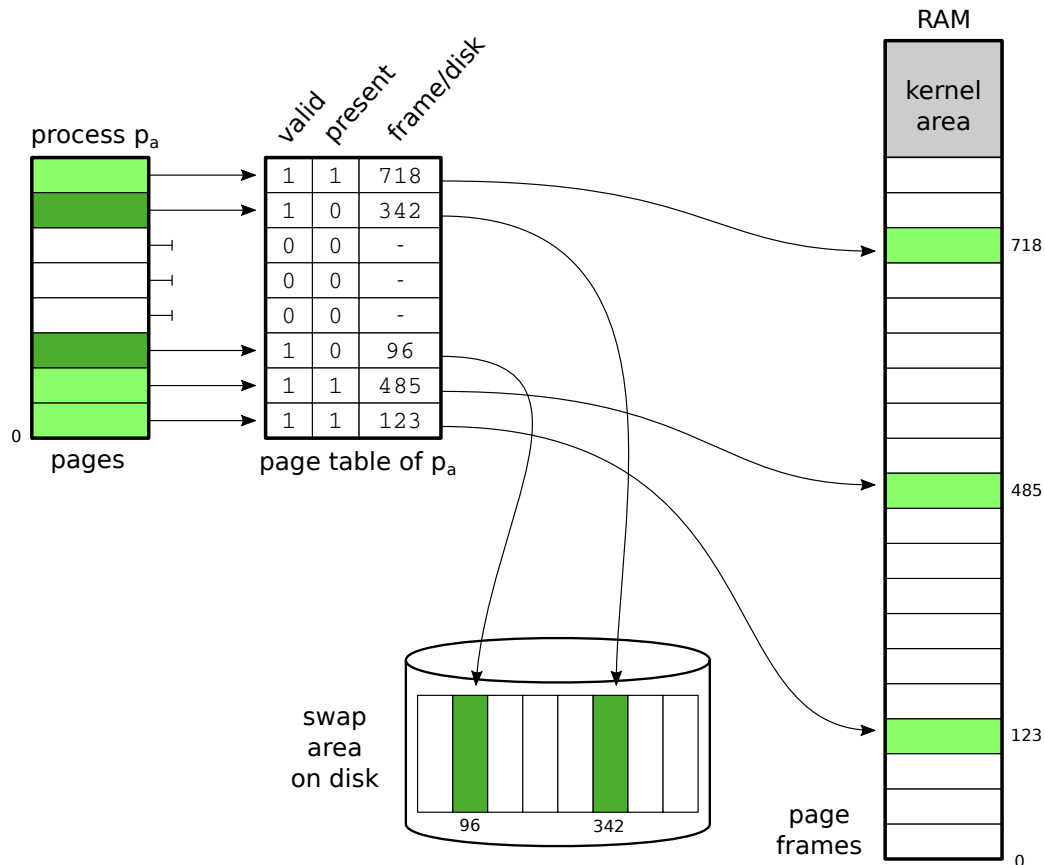 RAM
kernel
area
valid
present
frame/disk
process pₐ
1 1 718
1 0 342
0 0 -
0 0 -
0 0 -
1 0 96
1 1 485
1 1 123
0
pages
page table of pₐ
718
485
123
0
swap
area
on disk
96
342
page
frames